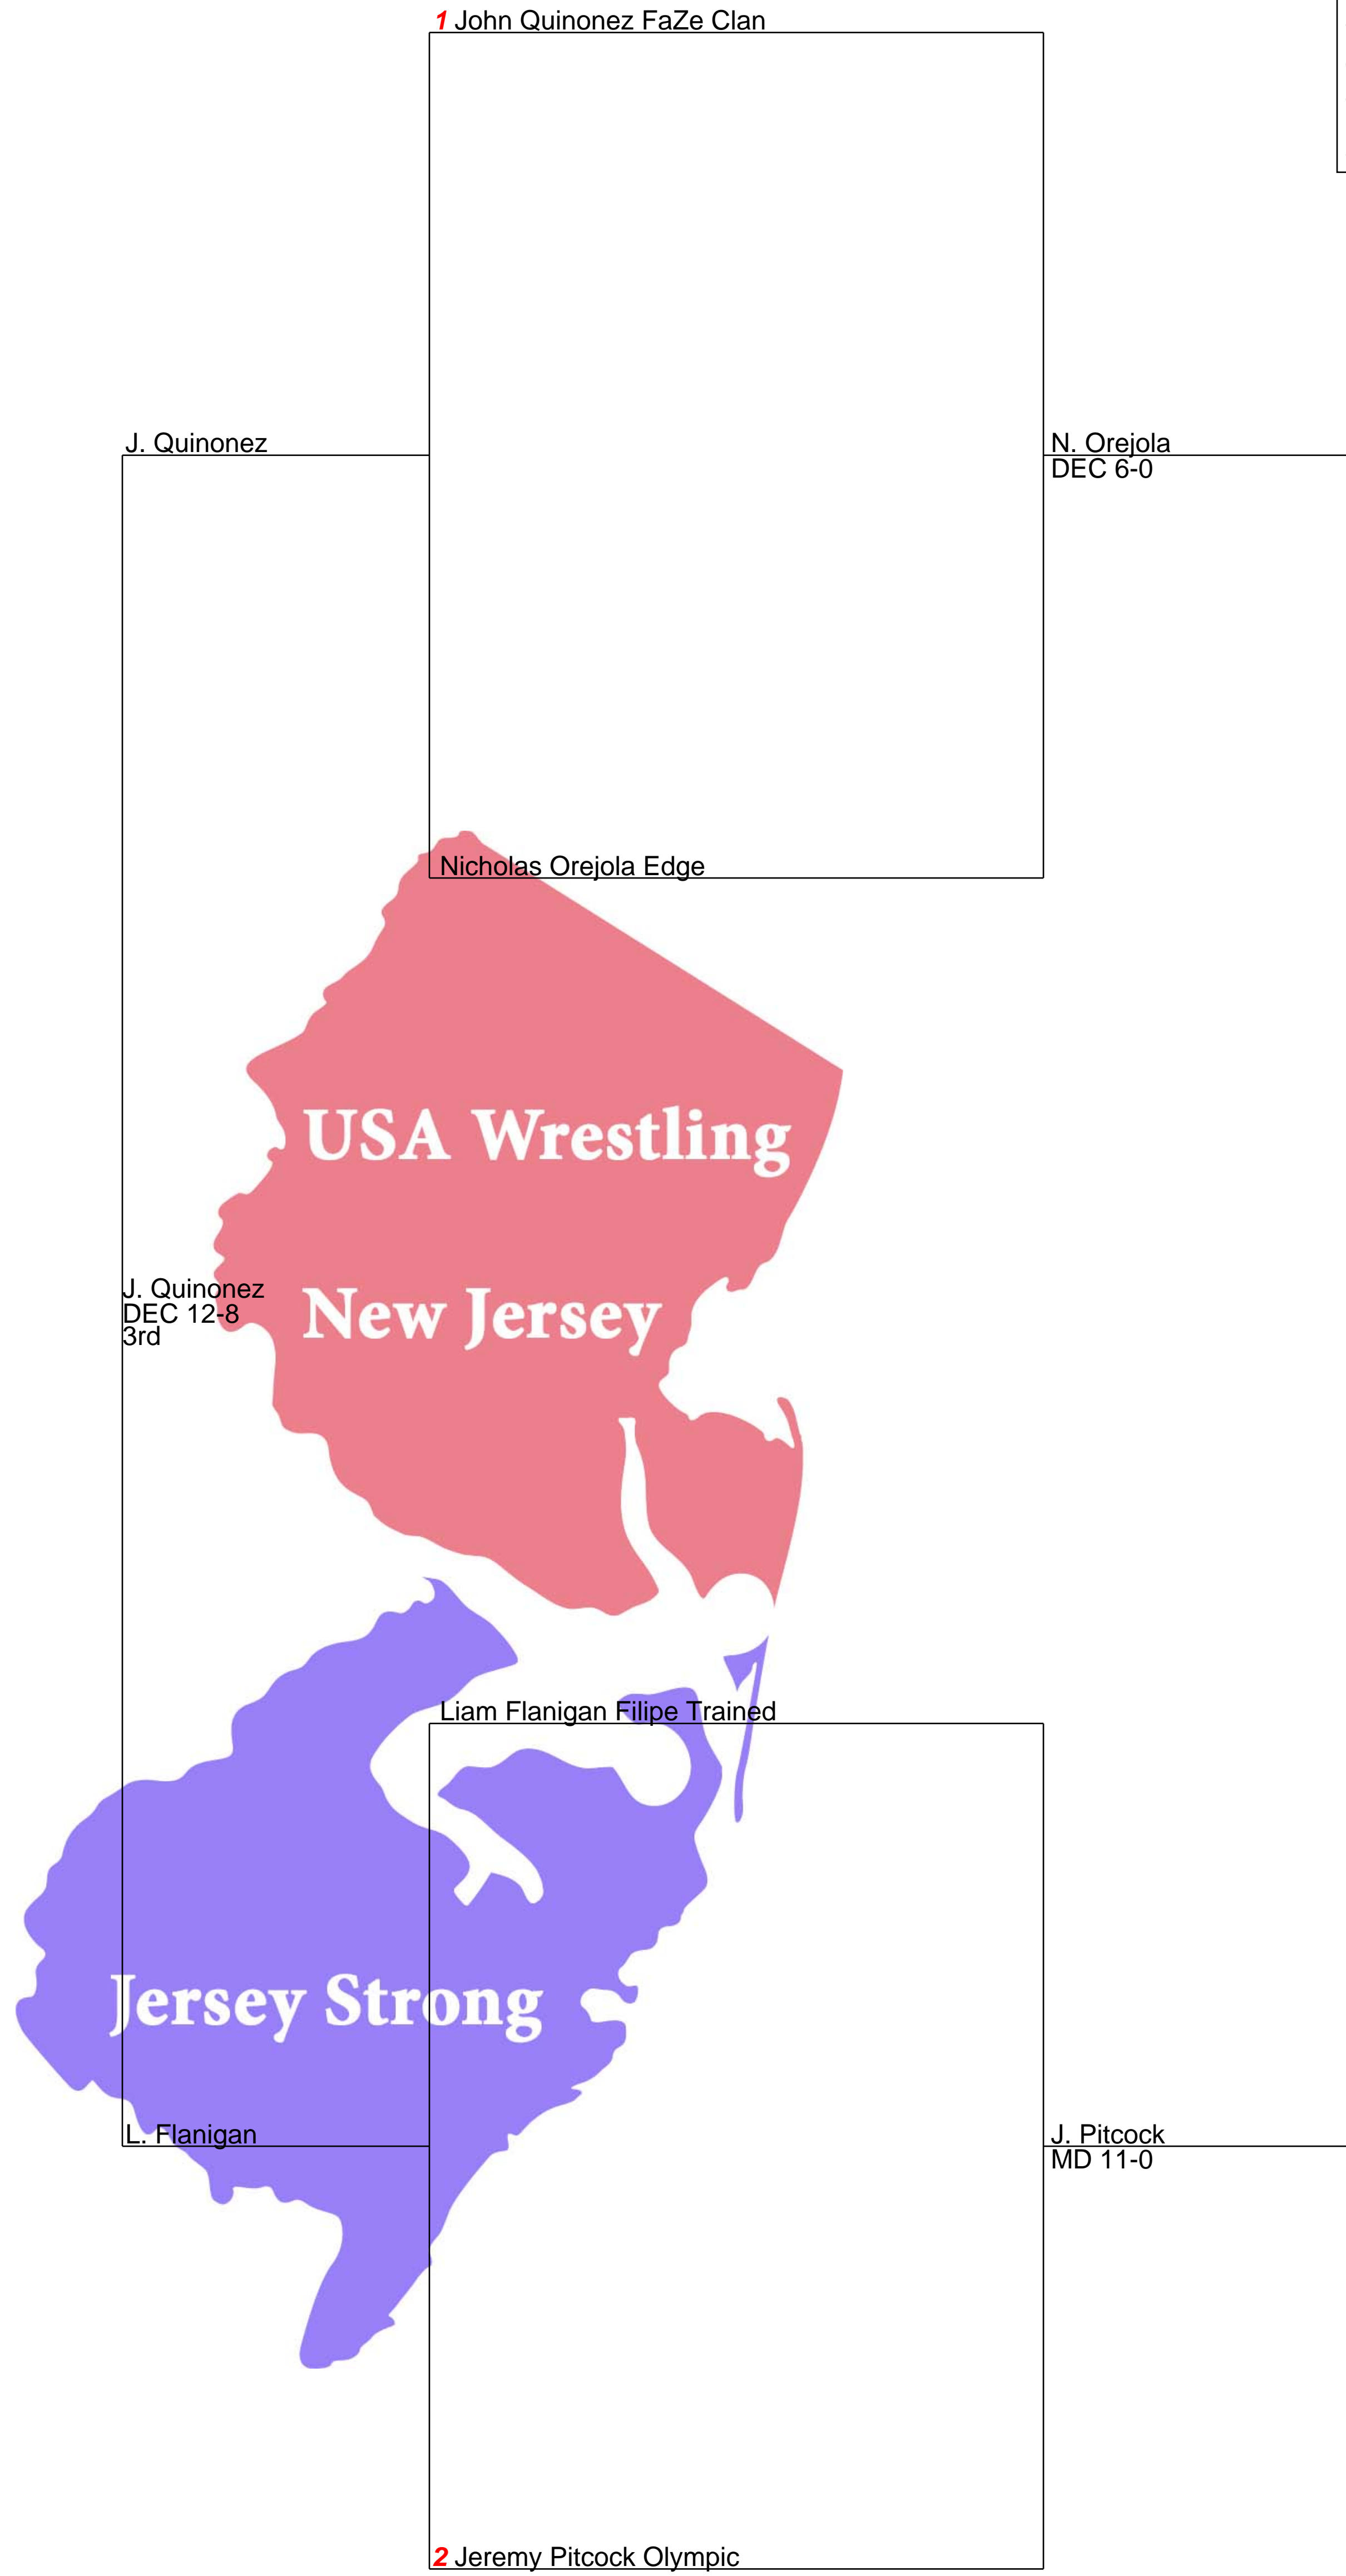 1 John Quinonez FaZe Clan
J. Quinonez
N. Orejola
DEC 6-0
Nicholas Orejola Edge
USA Wrestling
J. Quinonez
DEC 12-8
3rd
New Jersey
Liam Flanigan Filipe Trained
Jersey Strong
L. Flanigan
J. Pitcock
MD 11-0
2 Jeremy Pitcock Olympic